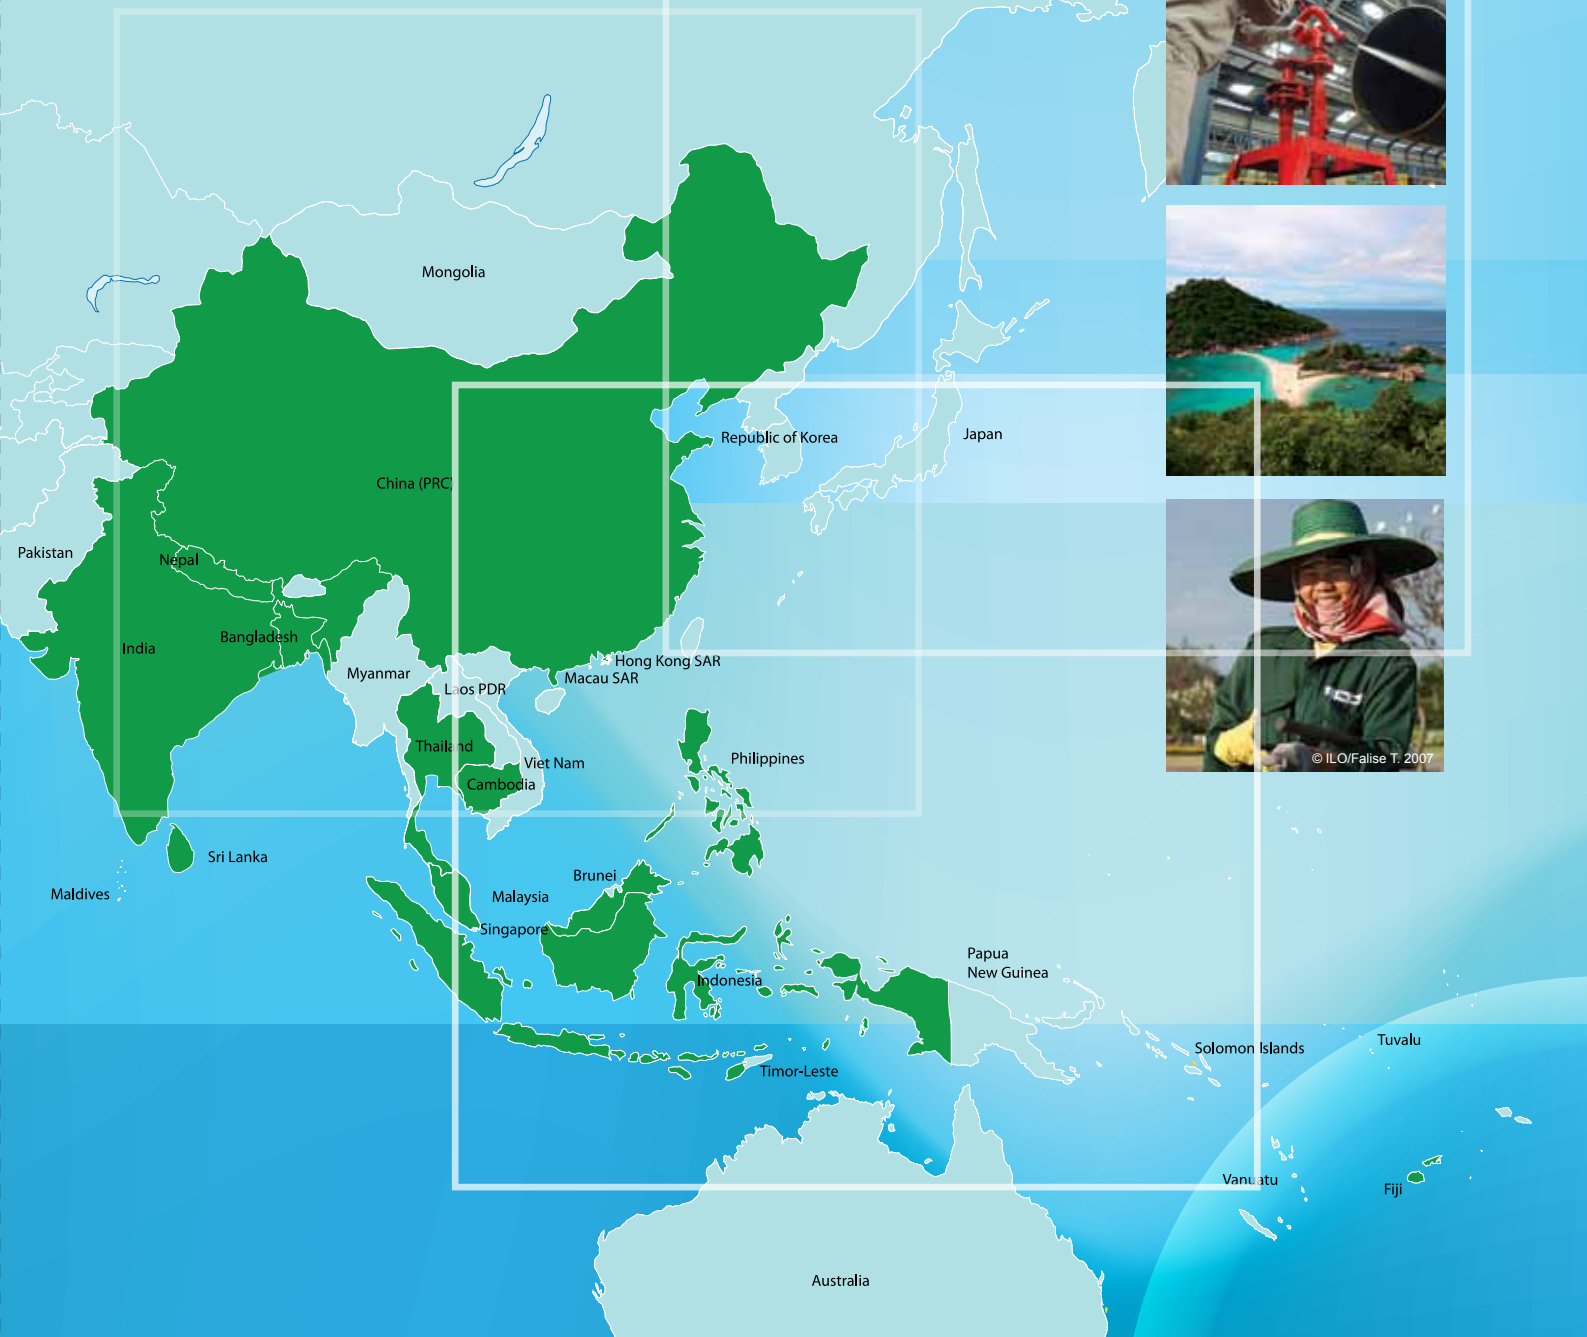 Mongolia
Republic of Korea
Japan
China (PRC)
Pakistan
Nepal
India
Bangladesh
Myanmar
Hong Kong SAR
Macau SAR
Laos PDR
Thailand
Viet Nam
Cambodia
Philippines
© ILO/Falise T. 2007
Sri Lanka
Maldives
Brunei
Malaysia
Singapore
Indonesia
Papua
New Guinea
Timor-Leste
Solomon Islands
Tuvalu
Vanuatu
Fiji
Australia